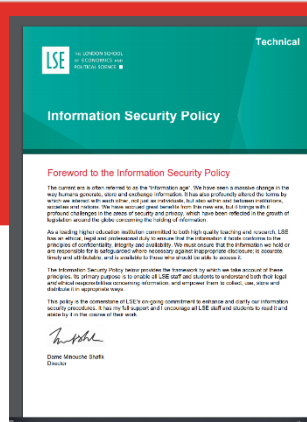 Technical
LSE
THE LONDON SCHOOL
OF ECONOMICS AND
POLITICAL SCIENCE
Information Security Policy
Foreword to the Information Security Policy
The current era is often referred to as the "information age". We have seen a massive change in the
way humans generate, store and exchange information. It has also profoundly altered the terms by
which we interact with each other, not just as individuals, but also within and between institutions,
societies and nations. We have accrued great benefits from this new era, but it brings with it
profound challenges in the areas of security and privacy, which have been reflected in the growth of
legislation around the globe concerning the holding of information.
As a leading higher education institution committed to both high quality teaching and research, LSE
has an ethical, legal and professional duty to ensure that the information it holds conforms to the
principles of confidentiality, integrity and availability. We must ensure that the information we hold or
are responsible for is safeguarded where necessary against inappropriate disclosure; is accurate,
timely and attributable; and is available to those who should be able to access it.
The Information Security Policy below provides the framework by which we take account of these
principles. Its primary purpose is to enable all LSE staff and students to understand both their legal
and ethical responsibilities concerning information, and empower them to collect, use, store and
distribute it in appropriate ways.
This policy is the cornerstone of LSE's on-going commitment to enhance and clarify our information
security procedures. It has my full support and I encourage all LSE staff and students to read it and
abide by it in the course of their work.
Dame Minouche Shafik
Director